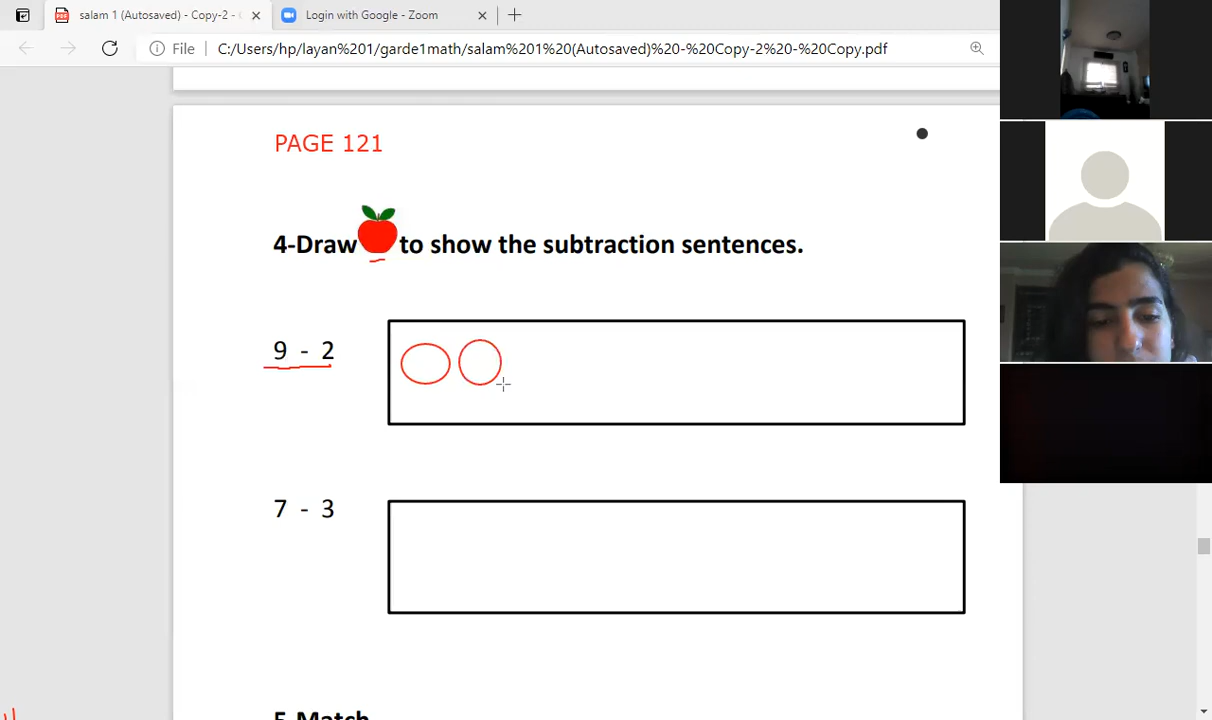 salam 1 (Autosaved) - Copy-2 -
Login with Google - Zoom
File
C:/Users/hp/layan%201/garde1math/salam%201%20(Autosaved)%20-%20Copy-2%20-%20Copy.pdf
PAGE 121
4-Draw to show the subtraction sentences.
9 - 2
7 - 3
5-Match